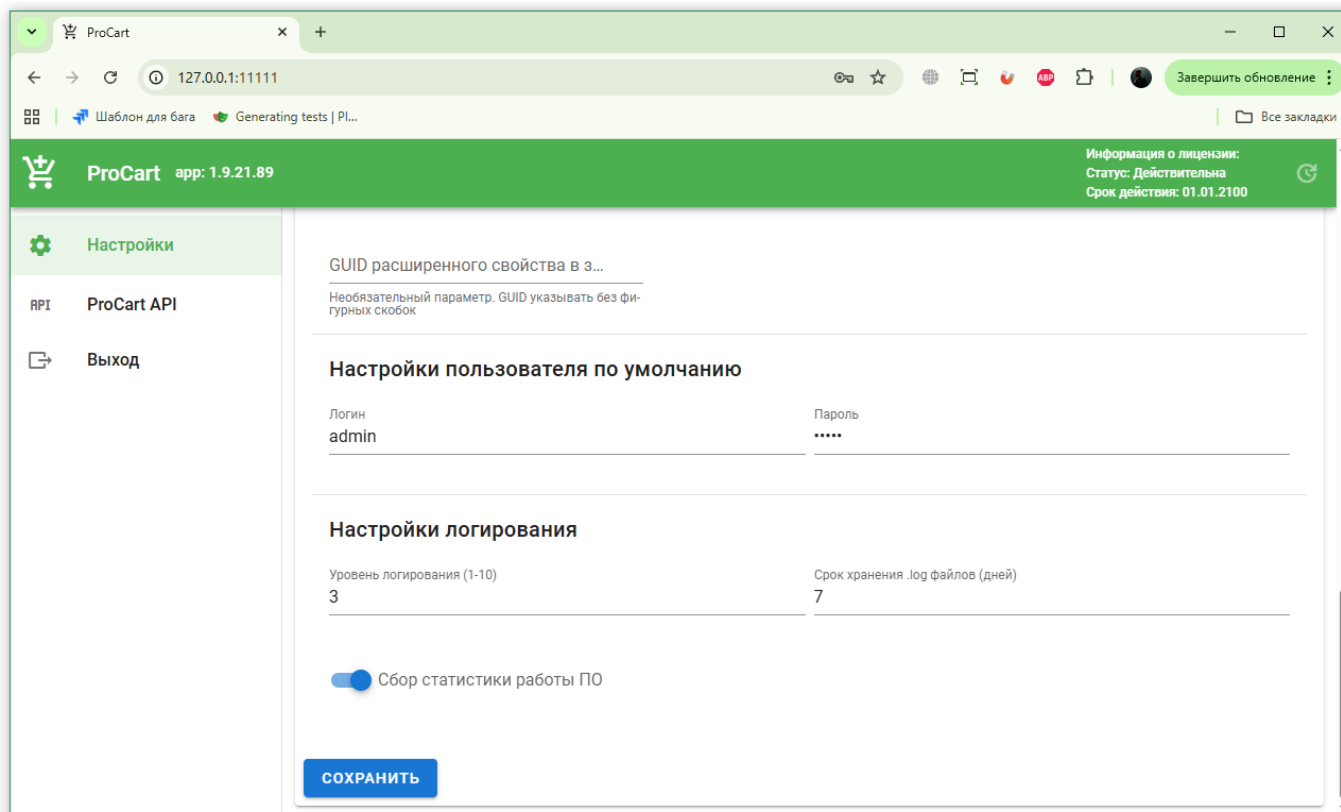 ProCart
127.0.0.1:11111
ABP
Завершить обновление
Шаблон для бага
Generating tests | Pl...
Все закладки
ProCart app: 1.9.21.89
Информация о лицензии:
Статус: Действительна
Срок действия: 01.01.2100
Настройки
API ProCart API
Выход
GUID расширенного свойства в з...
Необязательный параметр. GUID указывать без фи-
гурных скобок
Настройки пользователя по умолчанию
Логин
admin
Пароль
•••••
Настройки логирования
Уровень логирования (1-10)
3
Срок хранения .log файлов (дней)
7
Сбор статистики работы ПО
СОХРАНИТЬ